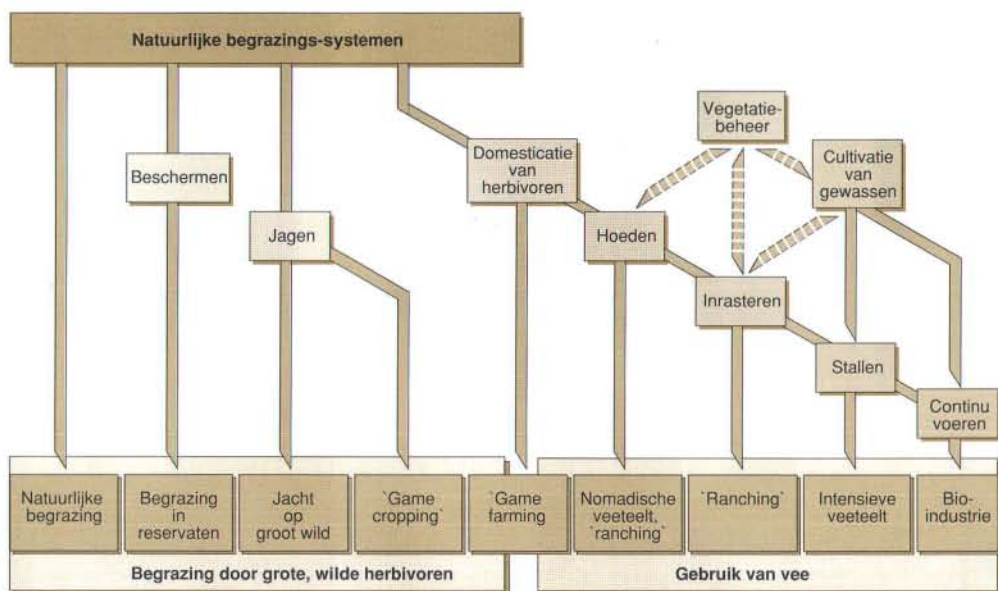 Natuurlijke begrazings-systemen
Vegetatie-
beheer
Beschermen
Domesticatie
van
herbivoren
Cultivatie
van
gewassen
Jagen
Hoeden
Inrasteren
Stallen
Continu
voeren
Natuurlijke
begrazing
Begrazing
in
reservaten
Jacht
op
groot wild
`Game
cropping`
`Game
farming
Nomadische
veeteelt,
`ranching`
`Ranching`
Intensieve
veeteelt
Bio-
industrie
Begrazing door grote, wilde herbivoren
Gebruik van vee